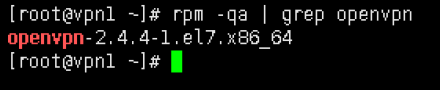 [root@vpn1 ~]# rpm -qa | grep openvpn
openvpn-2.4.4-1.el7.x86_64
[root@vpn1 ~]#